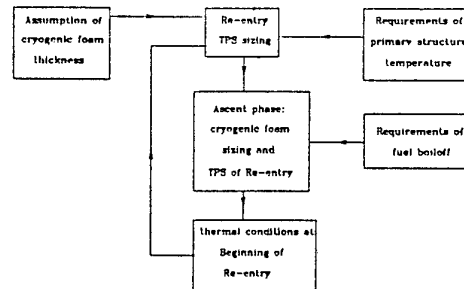 Assumption of
cryogenic foam
thickness
Re-entry
TPS sizing
Requirements of
primary structure
temperature
Ascent phase:
cryogenic foam
sizing and
TPS of Re-entry
Requirements of
fuel boiloff
thermal conditions at
Beginning of
Re-entry